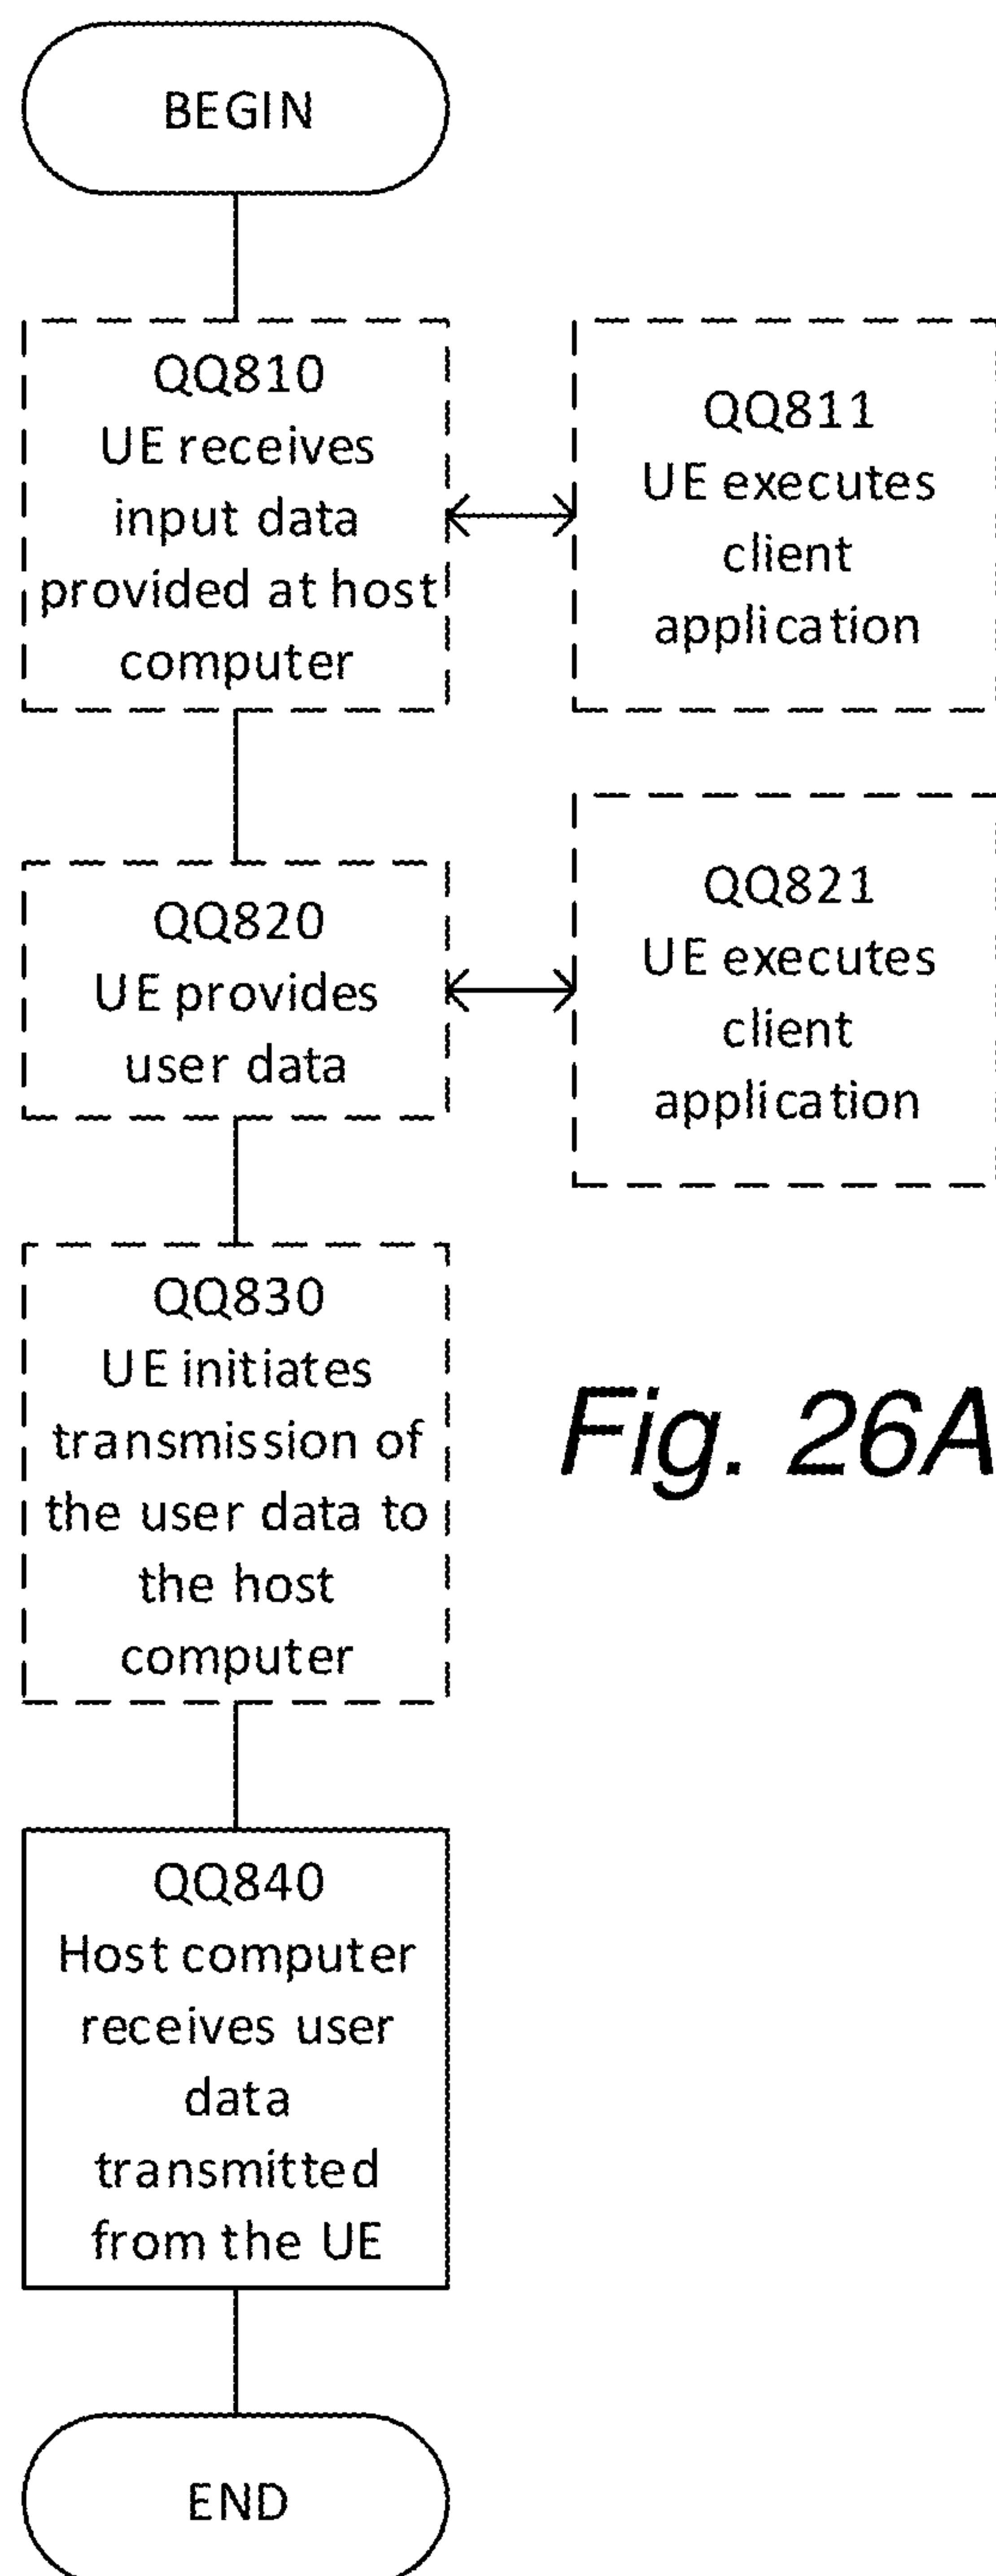 BEGIN
QQ810
UE receives
input data
provided at host
computer
QQ811
UE executes
client
application
QQ820
UE provides
user data
QQ821
UE executes
client
application
QQ830
UE initiates
transmission of
the user data to
the host
computer
Fig. 26A
QQ840
Host computer
receives user
data
transmitted
from the UE
END